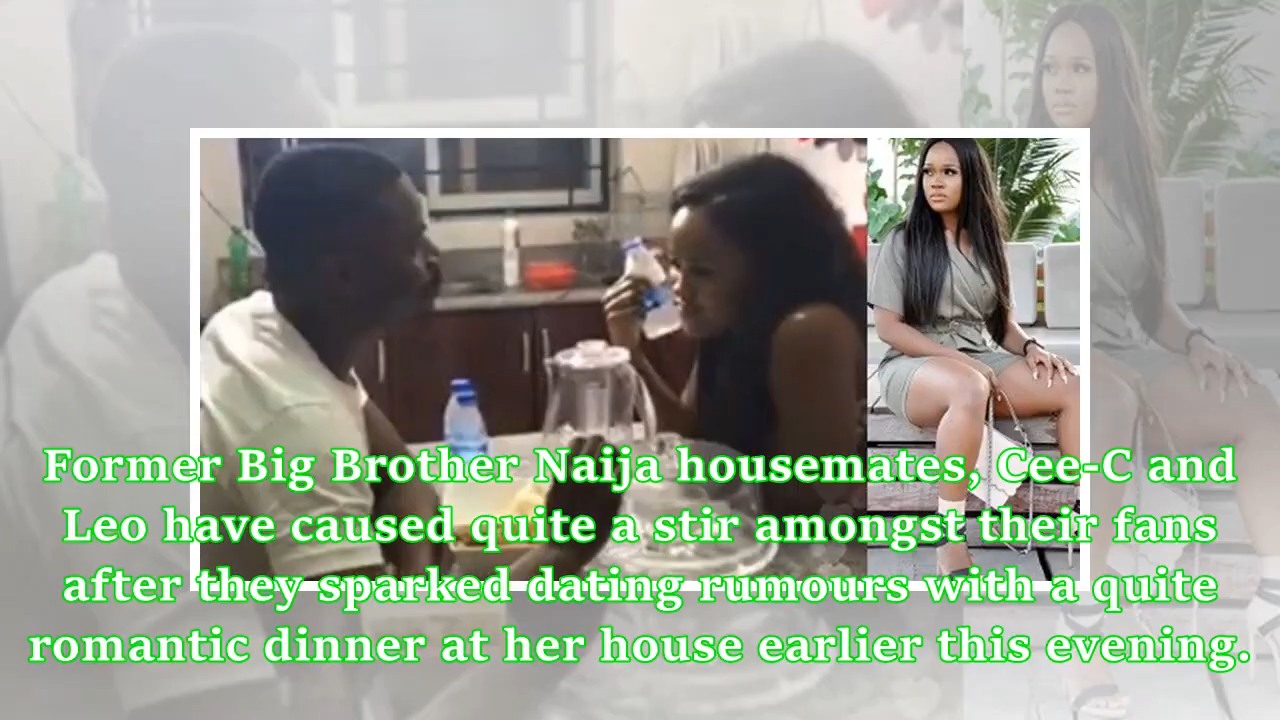 Former Big Brother Naija housemates, Cee-C and
Leo have caused quite a stir amongst their fans
after they sparked dating rumours with a quite
romantic dinner at her house earlier this evening.